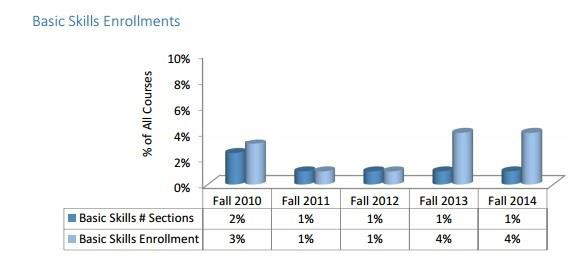 Basic Skills Enrollments
10%
8%
6%
4%
2%
0%
% of All Courses
Fall 2010 Fall 2011 Fall 2012 Fall 2013 Fall 2014
Basic Skills # Sections 2% 1% 1% 1% 1%
Basic Skills Enrollment 3% 1% 1% 4% 4%